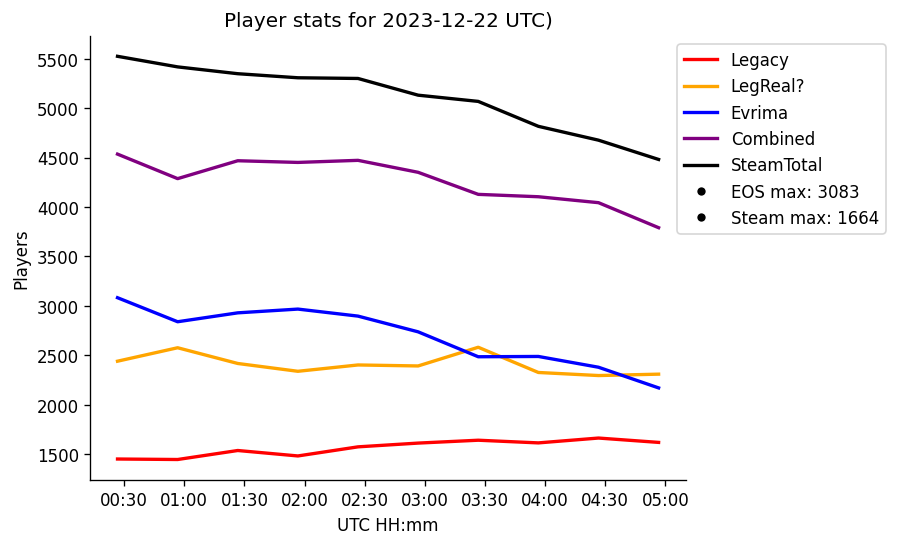 Player stats for 2023-12-22 UTC)
5500
5000
4500
4000
3500
3000
2500
2000
1500
Players
00:30 01:00 01:30 02:00 02:30 03:00 03:30 04:00 04:30 05:00
UTC HH:mm
Legacy
LegReal?
Evrima
Combined
SteamTotal
EOS max: 3083
Steam max: 1664